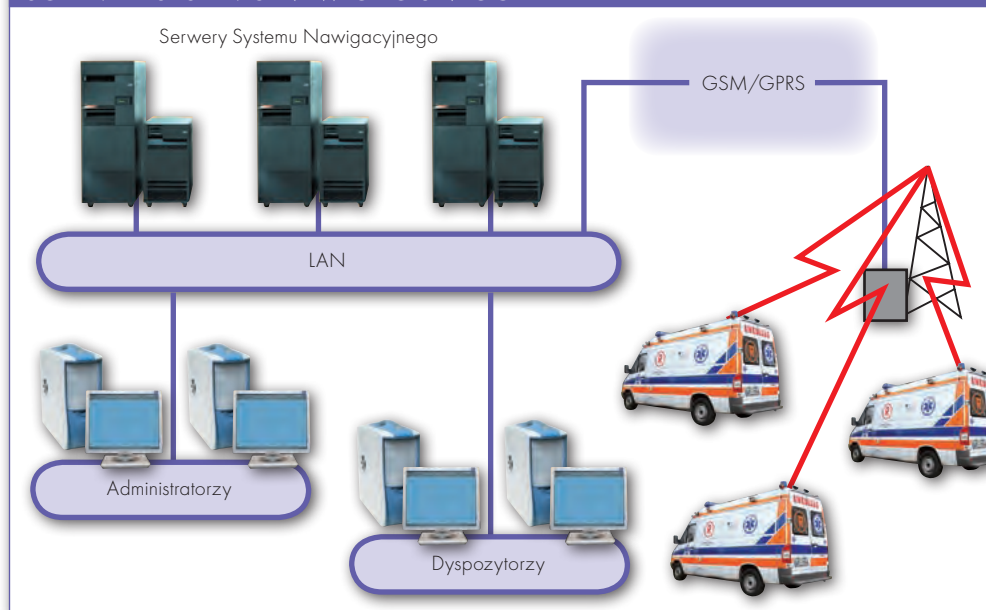 Serwery Systemu Nawigacyjnego
GSM/GPRS
LAN
Administratorzy
Dyspozytorzy